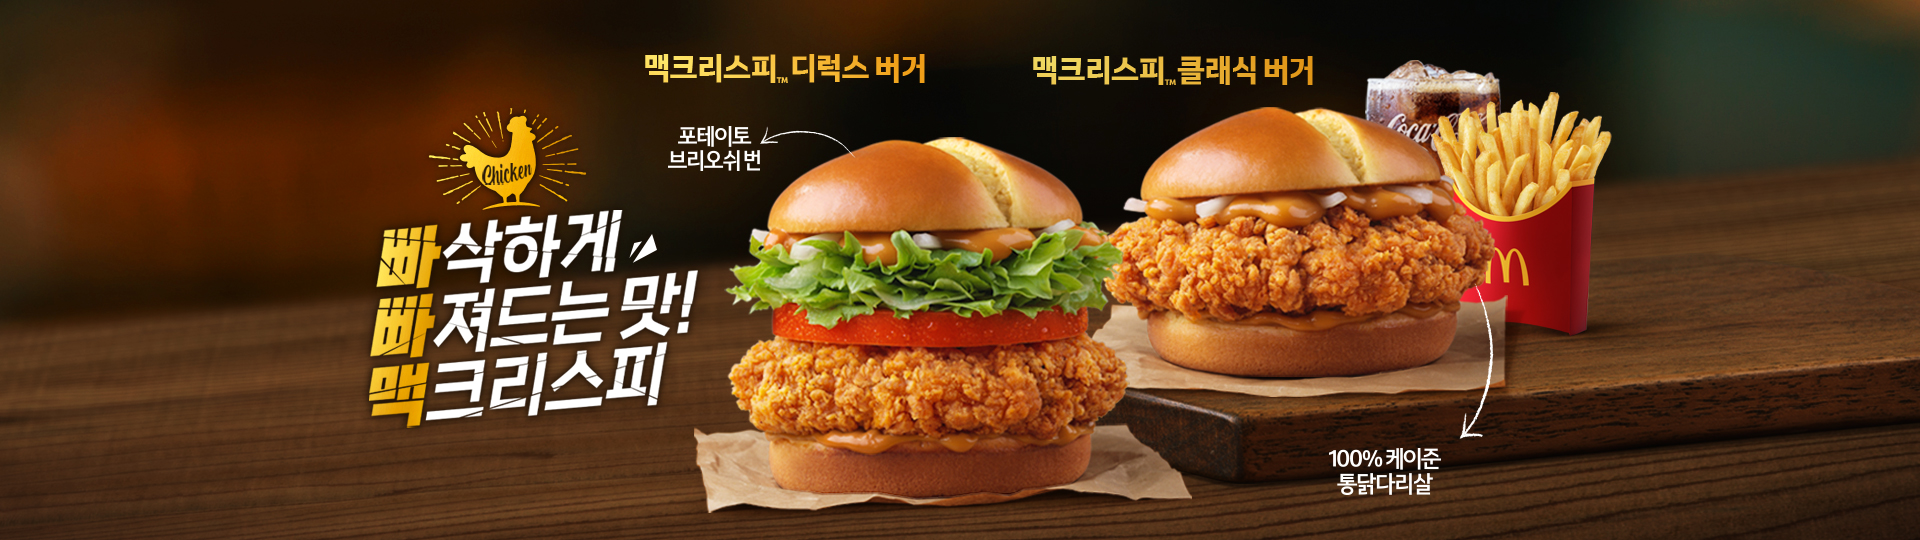 맥크리스피™ 디럭스 버거
맥크리스피™ 클래식 버거
포테이토
브리오쉬 번
Chicken
빠삭하게
빠져드는 맛!
맥크리스피
100% 케이준
통닭다리살